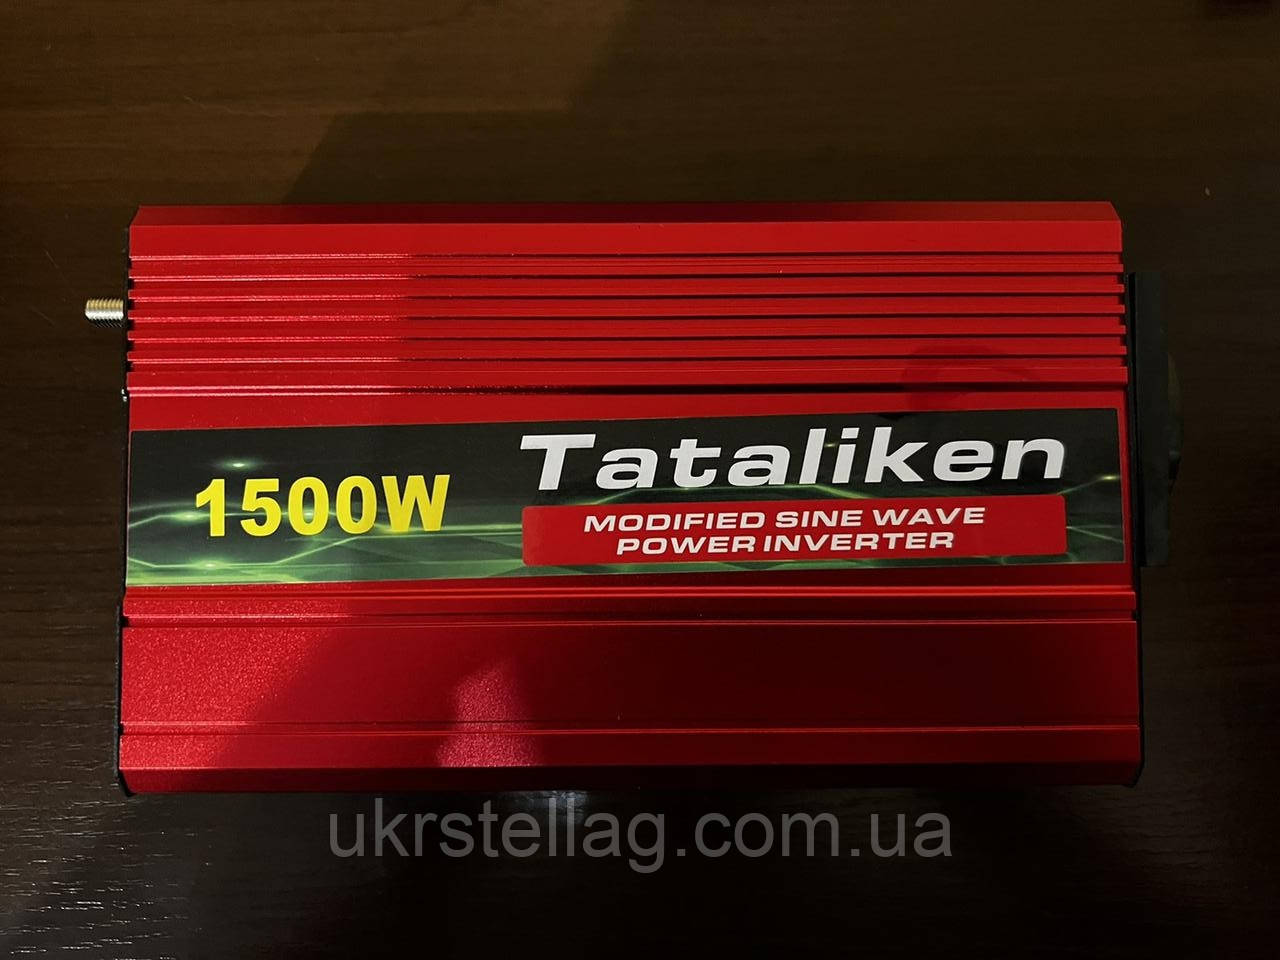 1500W
Tataliken
MODIFIED SINE WAVE
POWER INVERTER
ukrstellag.com.ua